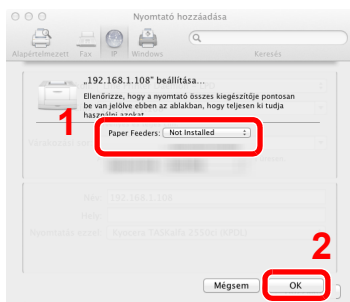 Nyomtató hozzáadása
Alapértelmezett Fax IP Windows Keresés
„192.168.1.108" beállítása...
Ellenőrizze, hogy a nyomtató összes kiegészítője pontosan
be van jelölve ebben az ablakban, hogy teljesen ki tudja
használni azokat.
1
Paper Feeders: Not Installed
Név: 192.168.1.108
Hely:
2
Mégsem OK